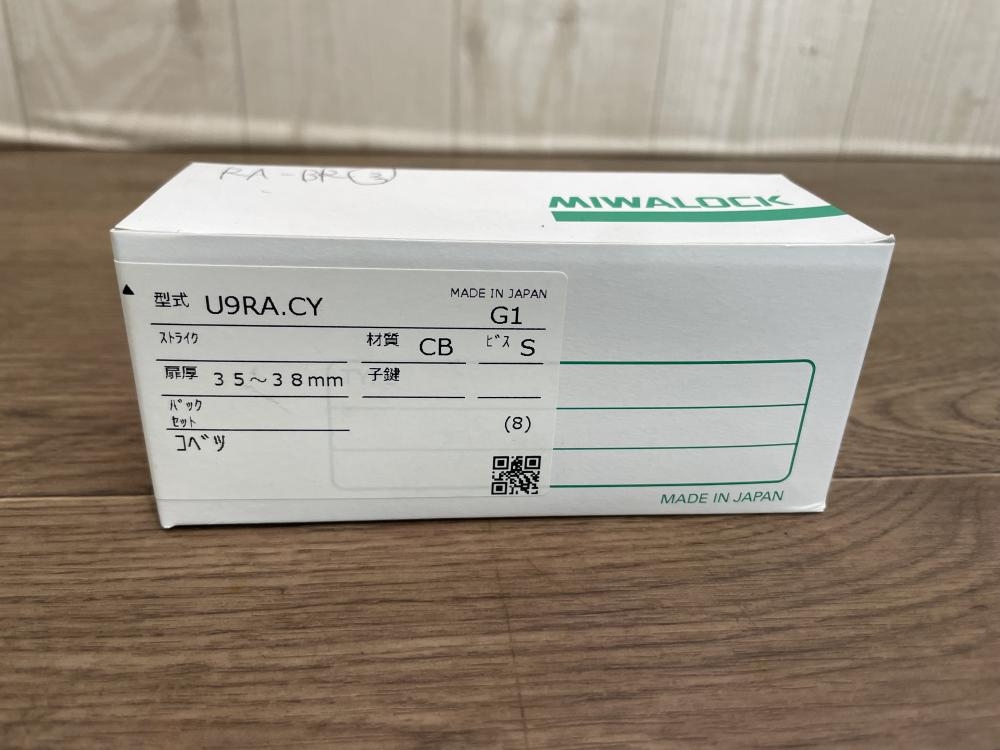 RA-BR③
MIWALOCK
型式 U9RA.CY MADE IN JAPAN
G1
ｽﾄﾗｲｸ 材質 CB ﾋﾞｽ S
扉厚 ３５～３８mm 子鍵
ﾊﾞｯｸ
ｾｯﾄ (8)
コベツ
MADE IN JAPAN